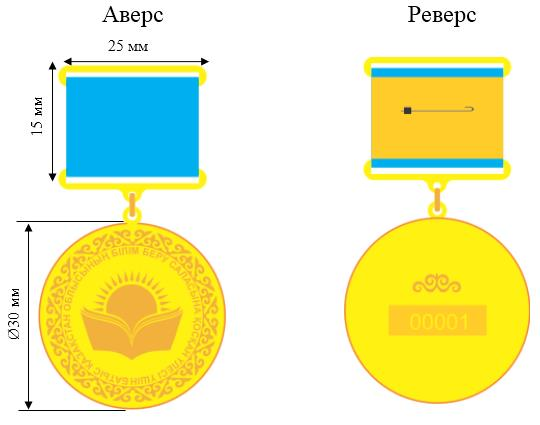 Аверс
Реверс
25 мм
15 мм
Ø30 мм
БАТЫС ҚАЗАҚСТАН ОБЛЫСЫНЫҢ БІЛІМ БЕРУ САЛАСЫНА ҚОСҚАН ҮЛЕСІ ҮШІН
00001